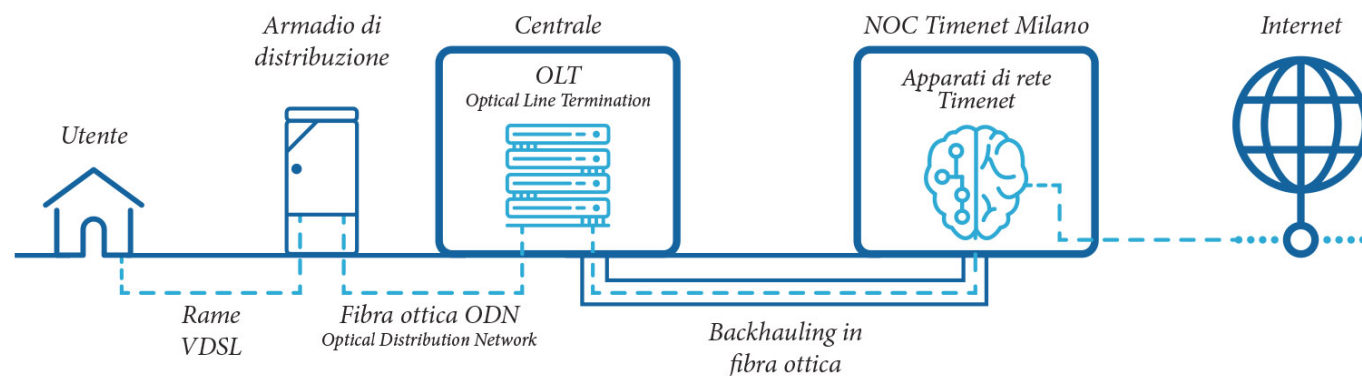 Utente
Armadio di
distribuzione
Centrale
OLT
Optical Line Termination
NOC Timenet Milano
Apparati di rete
Timenet
Internet
Rame
VDSL
Fibra ottica ODN
Optical Distribution Network
Backhauling in
fibra ottica